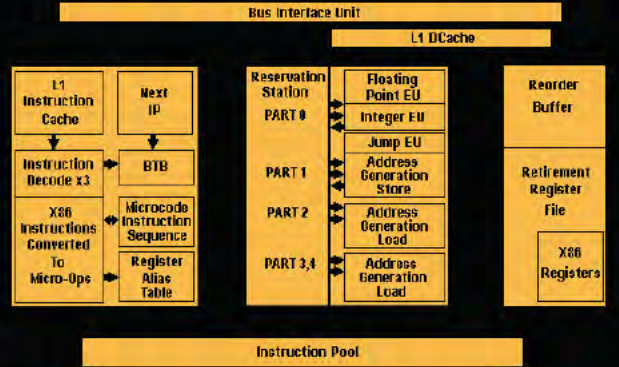 Bus Interface Unit
L1 DCache
L1
Instruction
Cache
Next
IP
Instruction
Decode x3
BTB
X86
Instructions
Converted
To
Micro-Ops
Microcode
Instruction
Sequence
Register
Alias
Table
Reservation
Station
PART 0
PART 1
PART 2
PART 3,4
Floating
Point EU
Integer EU
Jump EU
Address
Generation
Store
Address
Generation
Load
Address
Generation
Load
Reorder
Buffer
Retirement
Register
File
X86
Registers
Instruction Pool